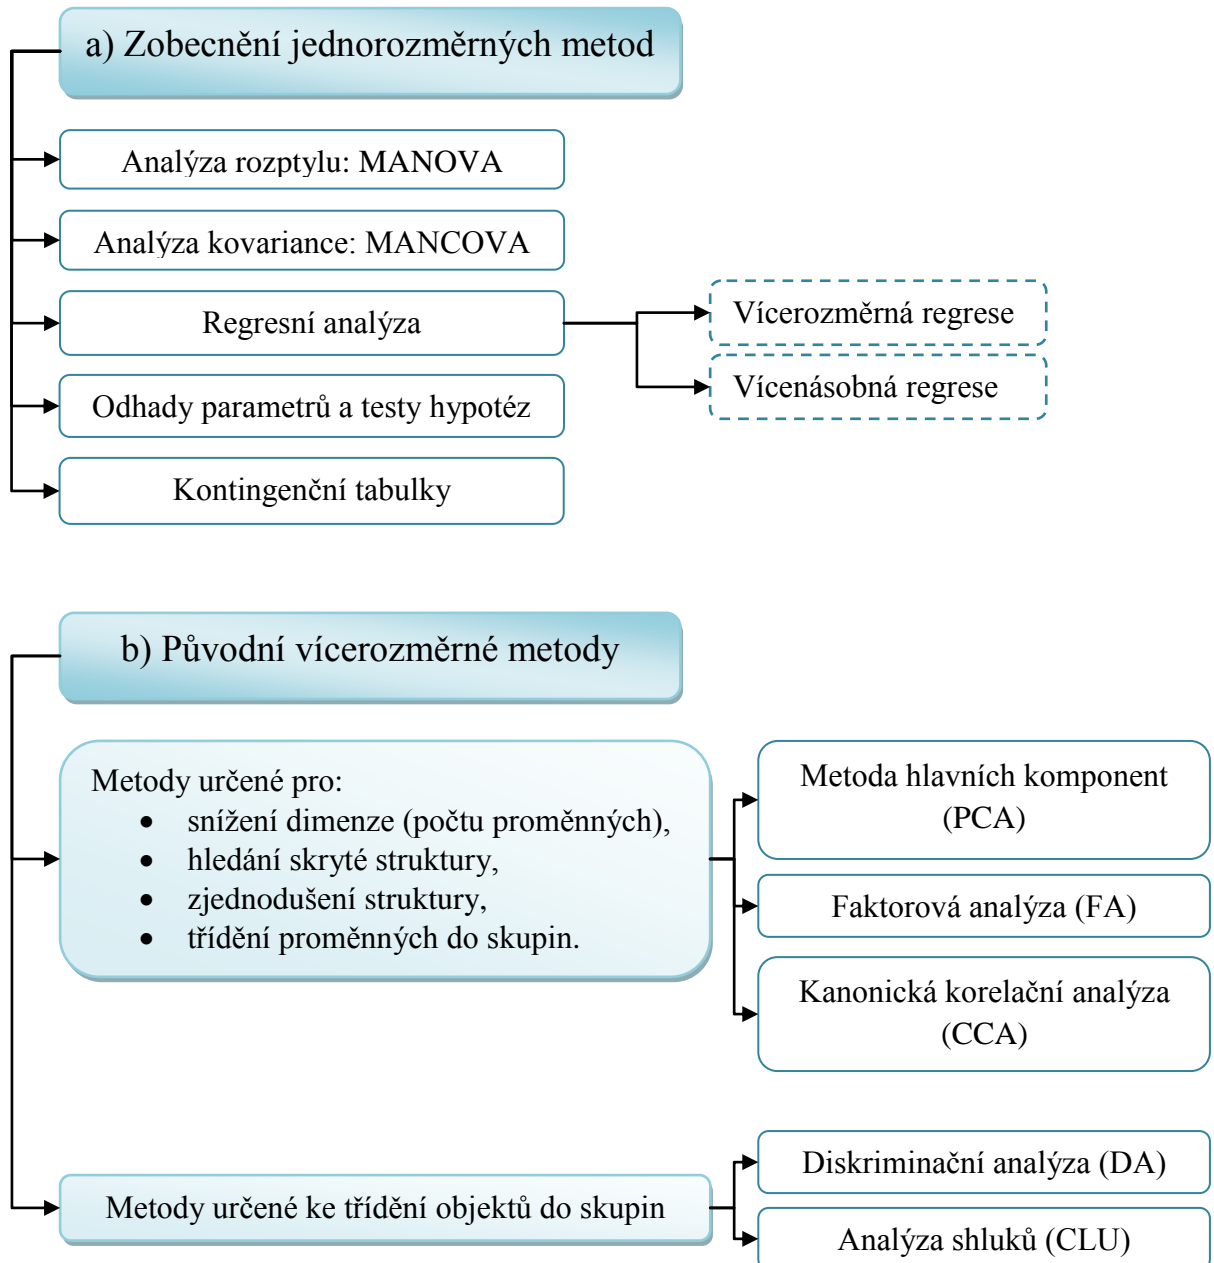 a) Zobecnění jednorozměrných metod
Analýza rozptylu: MANOVA
Analýza kovariance: MANCOVA
Regresní analýza
Vícerozměrná regrese
Vícenásobná regrese
Odhady parametrů a testy hypotéz
Kontingenční tabulky
b) Původní vícerozměrné metody
Metody určené pro:
• snížení dimenze (počtu proměnných),
• hledání skryté struktury,
• zjednodušení struktury,
• třídění proměnných do skupin.
Metoda hlavních komponent
(PCA)
Faktorová analýza (FA)
Kanonická korelační analýza
(CCA)
Metody určené ke třídění objektů do skupin
Diskriminační analýza (DA)
Analýza shluků (CLU)